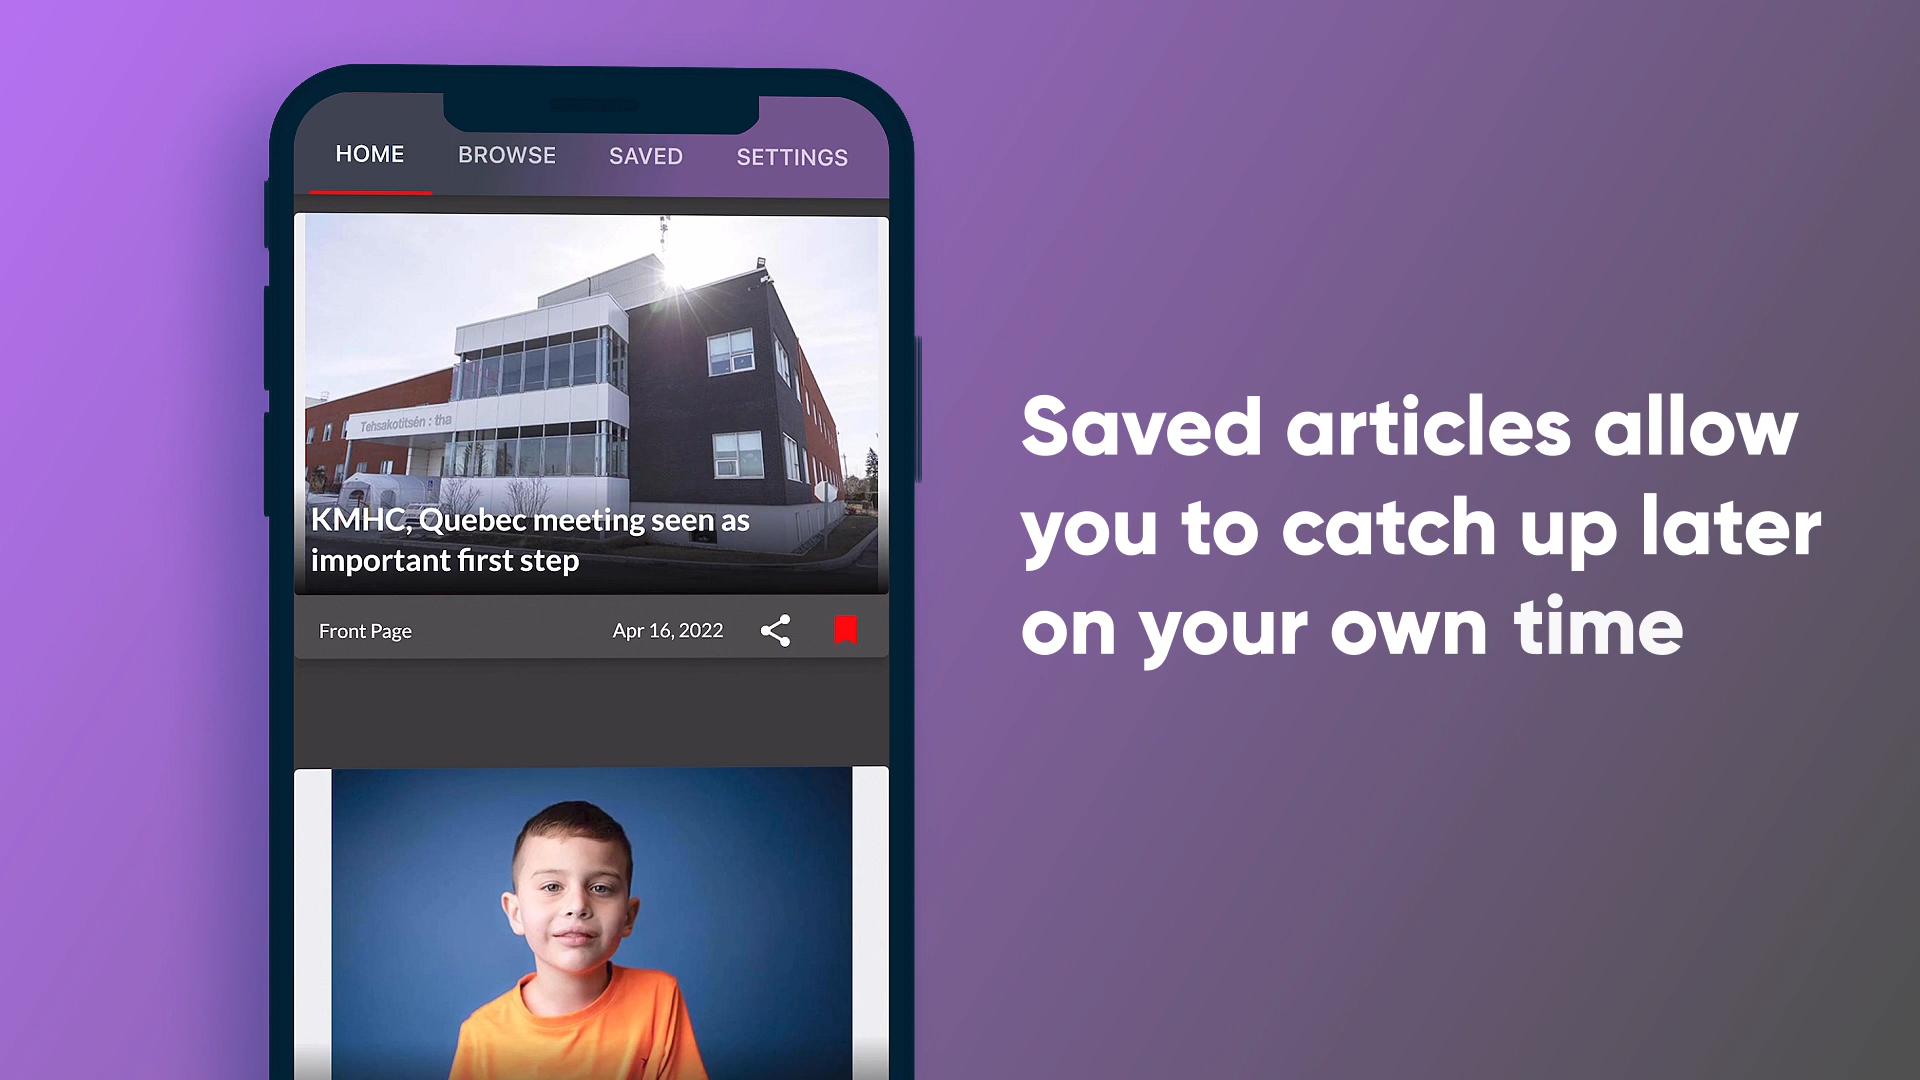 HOME
BROWSE
SAVED
SETTINGS
Tehsakotitsén : tha
KMHC, Quebec meeting seen as
important first step
Front Page
Apr 16, 2022
Saved articles allow
you to catch up later
on your own time